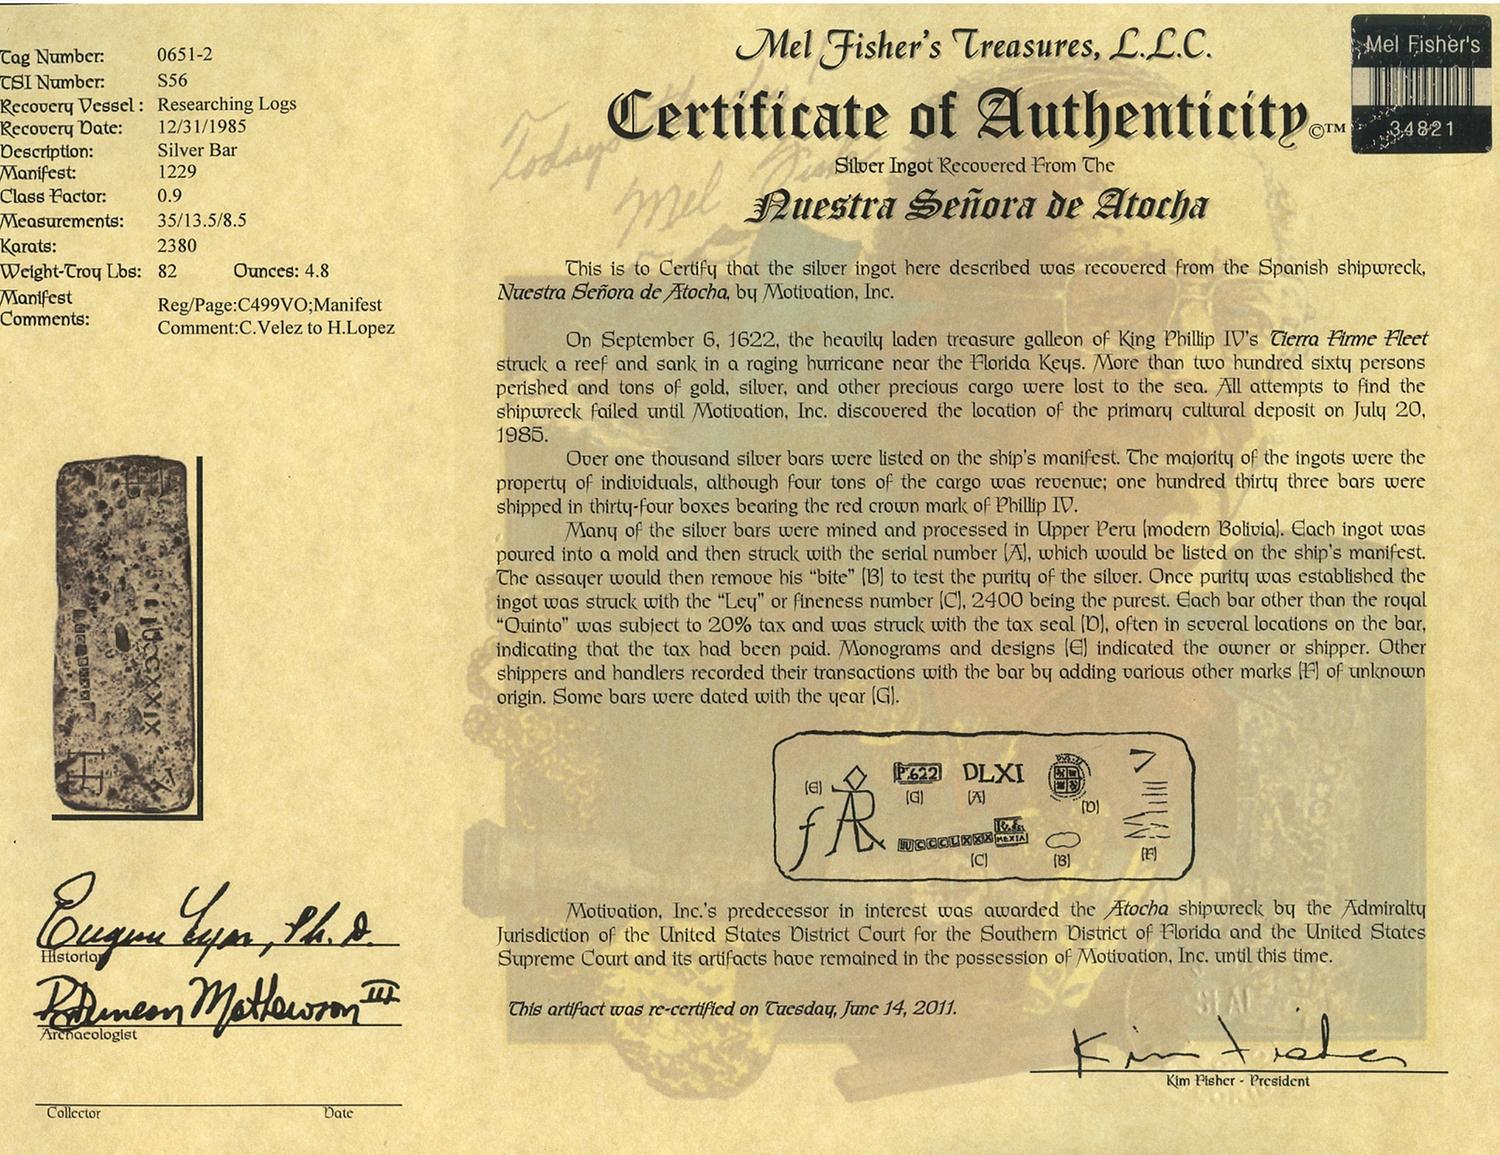 Tag Number: 0651-2
TSI Number: S56
Recovery Vessel: Researching Logs
Recovery Date: 12/31/1985
Description: Silver Bar
Manifest: 1229
Class Factor: 0.9
Measurements: 35/13.5/8.5
Karats: 2380
Weight-Troy Lbs: 82 Ounces: 4.8
Manifest Comments: Reg/Page:C499VO;Manifest
Comment:C.Velez to H.Lopez
Mel Fisher's Treasures, L.L.C.
Certificate of Authenticity©™
Mel Fisher's
34821
Silver Ingot Recovered From The
Nuestra Señora de Atocha
Todays
Mel
This is to Certify that the silver ingot here described was recovered from the Spanish shipwreck,
Nuestra Señora de Atocha, by Motivation, Inc.
On September 6, 1622, the heavily laden treasure galleon of King Phillip IV's Tierra Firme Fleet
struck a reef and sank in a raging hurricane near the Florida Keys. More than two hundred sixty persons
perished and tons of gold, silver, and other precious cargo were lost to the sea. All attempts to find the
shipwreck failed until Motivation, Inc. discovered the location of the primary cultural deposit on July 20,
1985.
Over one thousand silver bars were listed on the ship's manifest. The majority of the ingots were the
property of individuals, although four tons of the cargo was revenue; one hundred thirty three bars were
shipped in thirty-four boxes bearing the red crown mark of Phillip IV.
Many of the silver bars were mined and processed in Upper Peru (modern Bolivia). Each ingot was
poured into a mold and then struck with the serial number (A), which would be listed on the ship's manifest.
The assayer would then remove his "bite" (B) to test the purity of the silver. Once purity was established the
ingot was struck with the "Ley" or fineness number (C), 2400 being the purest. Each bar other than the royal
"Quinto" was subject to 20% tax and was struck with the tax seal (D), often in several locations on the bar,
indicating that the tax had been paid. Monograms and designs (E) indicated the owner or shipper. Other
shippers and handlers recorded their transactions with the bar by adding various other marks (F) of unknown
origin. Some bars were dated with the year (G).
(E) P.622 DLXI
(G) (A) (D)
IUCCCLXXX
(C) (B) (F)
Motivation, Inc.'s predecessor in interest was awarded the Atocha shipwreck by the Admiralty
Jurisdiction of the United States District Court for the Southern District of Florida and the United States
Supreme Court and its artifacts have remained in the possession of Motivation, Inc. until this time.
This artifact was re-certified on Tuesday, June 14, 2011.
Kim Fisher
Kim Fisher - President
IUCCXXIX
Eugene Lyon, Ph. D.
Historian
R Duncan Mathewson III
Archaeologist
Collector Date